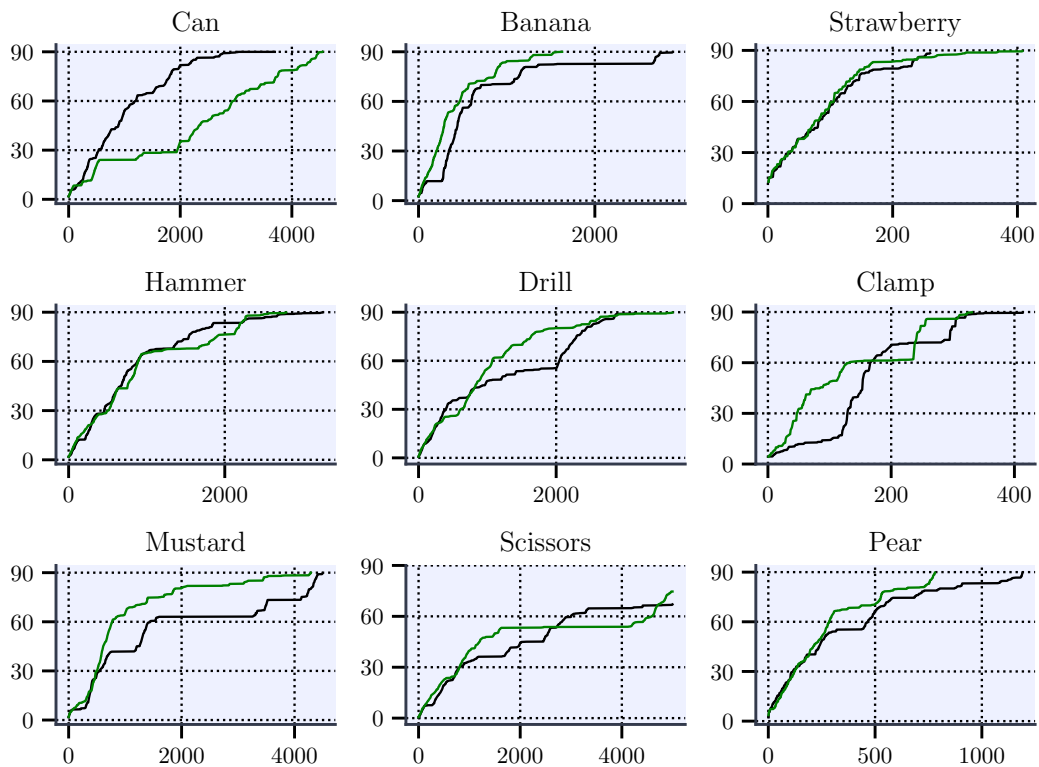 Can Banana Strawberry
90 90 90
60 60 60
30 30 30
0 0 0
0 2000 4000 0 2000 0 200 400
Hammer Drill Clamp
90 90 90
60 60 60
30 30 30
0 0 0
0 2000 0 2000 0 200 400
Mustard Scissors Pear
90 90 90
60 60 60
30 30 30
0 0 0
0 2000 4000 0 2000 4000 0 500 1000